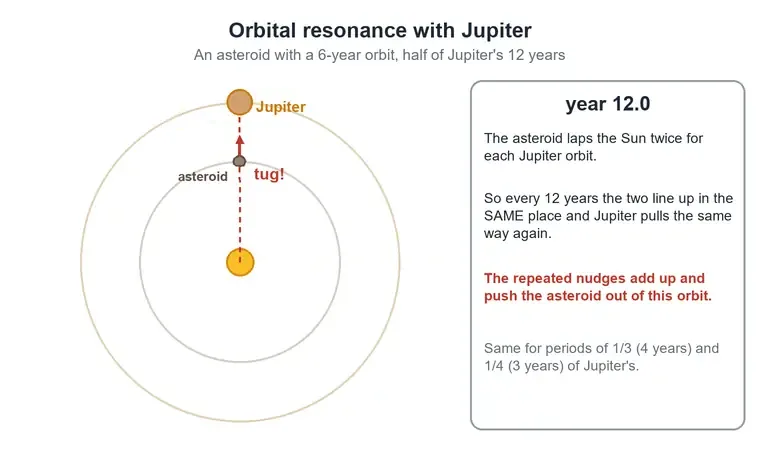 Orbital resonance with Jupiter
An asteroid with a 6-year orbit, half of Jupiter's 12 years
Jupiter
asteroid
tug!
year 12.0
The asteroid laps the Sun twice for
each Jupiter orbit.
So every 12 years the two line up in the
SAME place and Jupiter pulls the same
way again.
The repeated nudges add up and
push the asteroid out of this orbit.
Same for periods of 1/3 (4 years) and
1/4 (3 years) of Jupiter's.